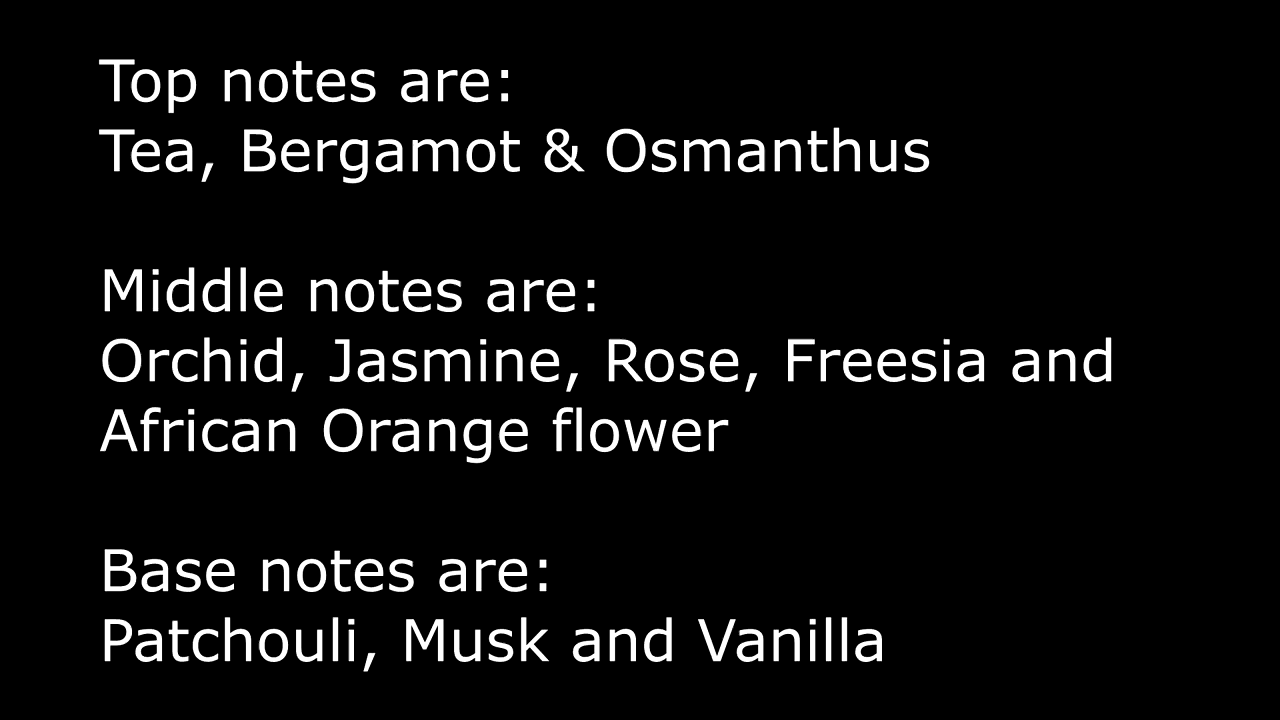 Top notes are:
Tea, Bergamot & Osmanthus
Middle notes are:
Orchid, Jasmine, Rose, Freesia and
African Orange flower
Base notes are:
Patchouli, Musk and Vanilla